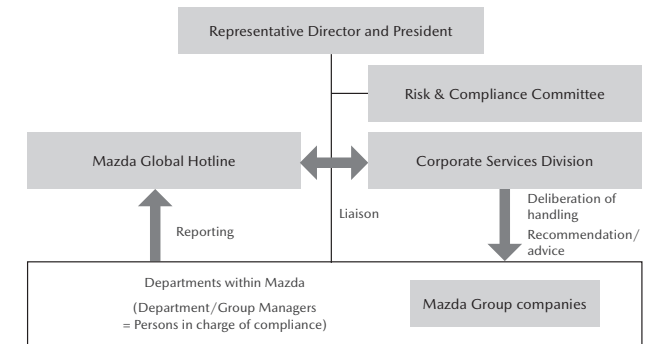 Representative Director and President
Risk & Compliance Committee
Mazda Global Hotline
Corporate Services Division
Deliberation of
handling
Recommendation/
advice
Liaison
Reporting
Departments within Mazda
(Department/Group Managers
= Persons in charge of compliance)
Mazda Group companies